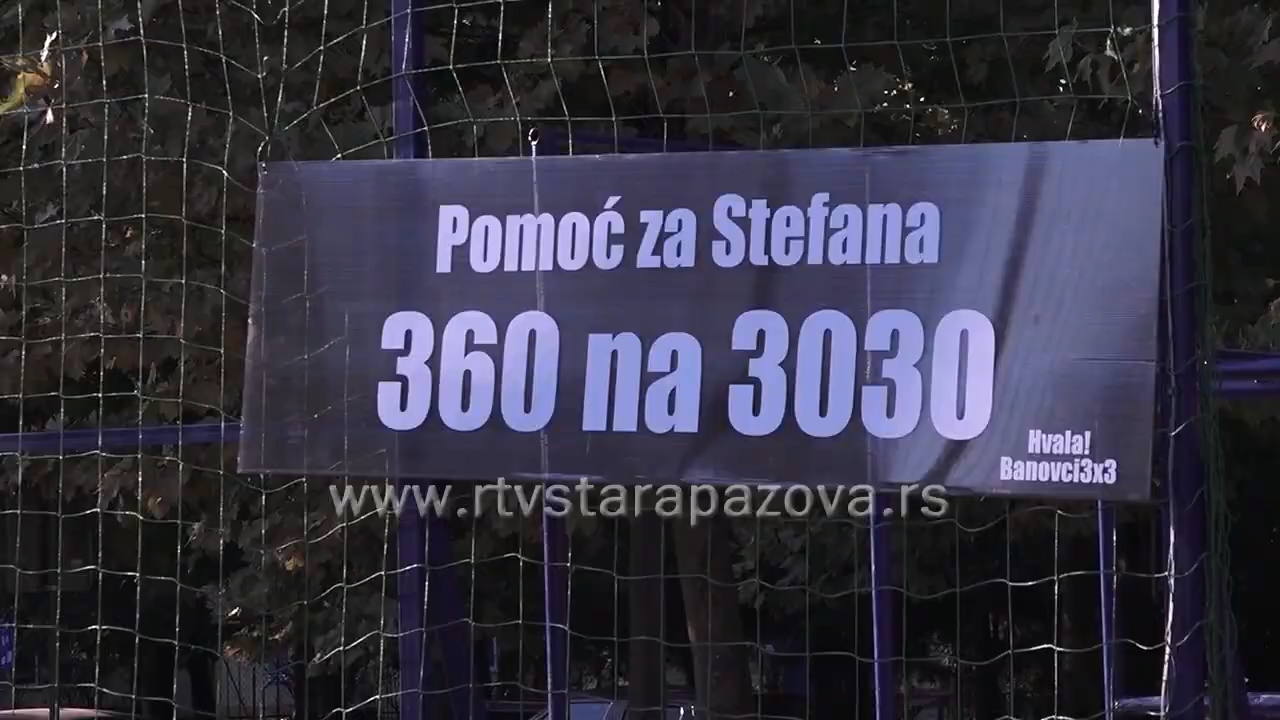 Pomoć za Stefana
360 na 3030
Hvala!
Banovci3x3
www.rtvstarapazova.rs